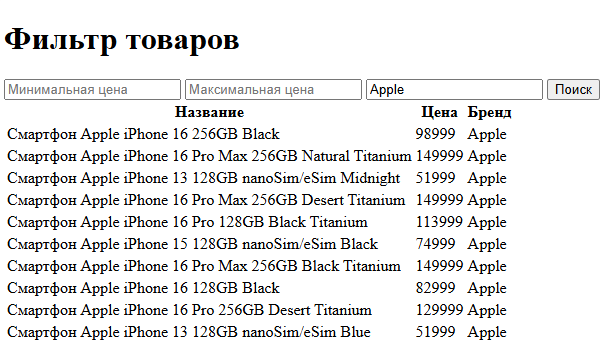 Фильтр товаров
Минимальная цена Максимальная цена Apple Поиск
Название Цена Бренд
Смартфон Apple iPhone 16 256GB Black 98999 Apple
Смартфон Apple iPhone 16 Pro Max 256GB Natural Titanium 149999 Apple
Смартфон Apple iPhone 13 128GB nanoSim/eSim Midnight 51999 Apple
Смартфон Apple iPhone 16 Pro Max 256GB Desert Titanium 149999 Apple
Смартфон Apple iPhone 16 Pro 128GB Black Titanium 113999 Apple
Смартфон Apple iPhone 15 128GB nanoSim/eSim Black 74999 Apple
Смартфон Apple iPhone 16 Pro Max 256GB Black Titanium 149999 Apple
Смартфон Apple iPhone 16 128GB Black 82999 Apple
Смартфон Apple iPhone 16 Pro 256GB Desert Titanium 129999 Apple
Смартфон Apple iPhone 13 128GB nanoSim/eSim Blue 51999 Apple